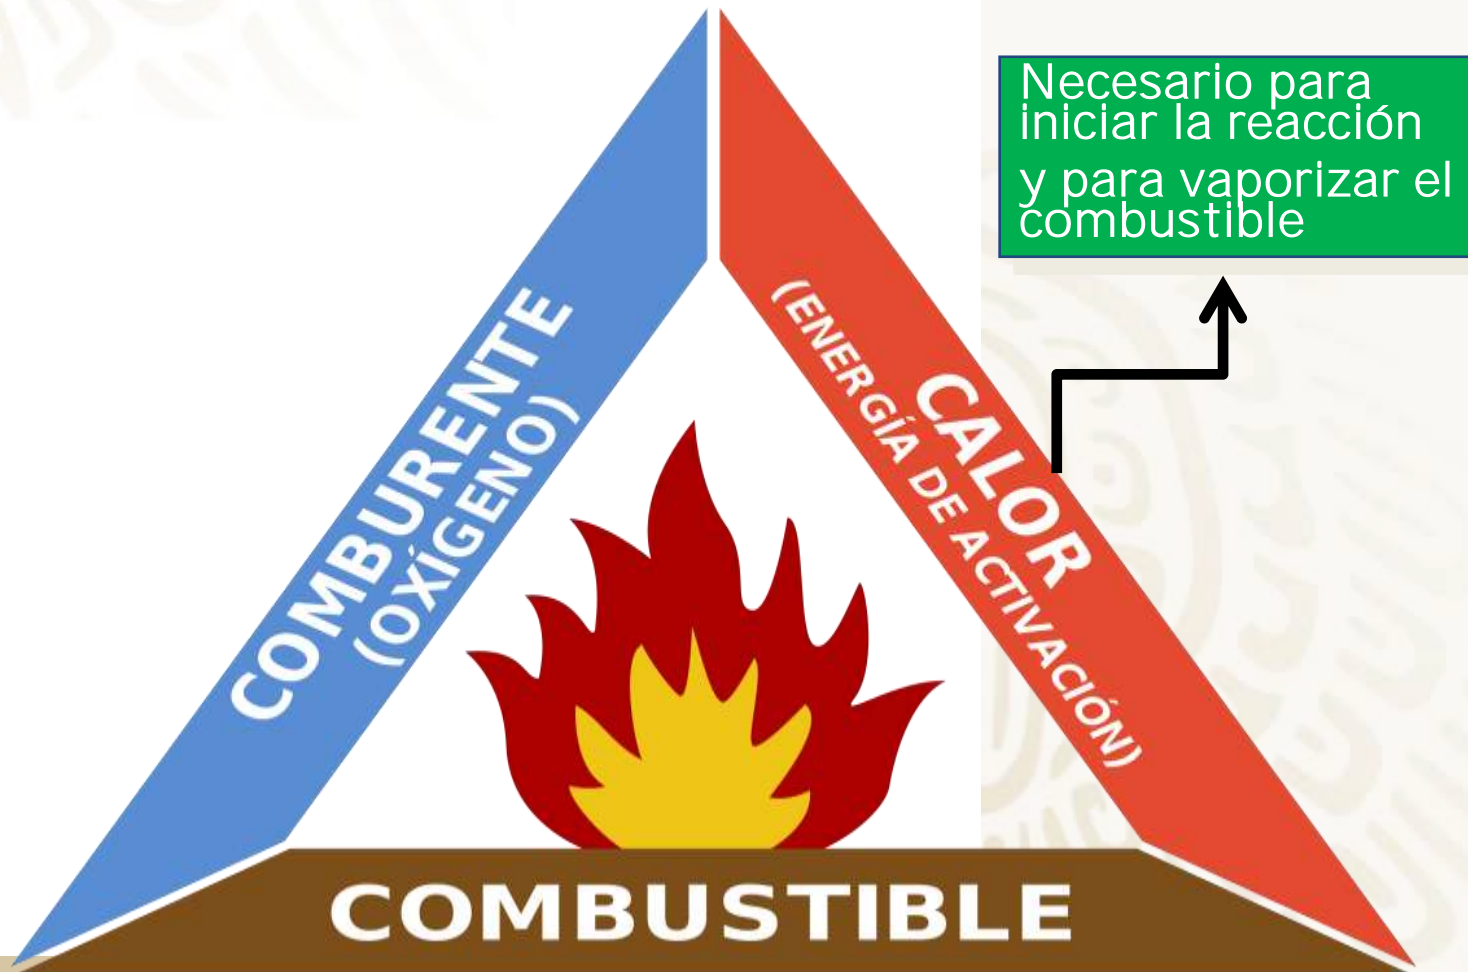 Necesario para
iniciar la reacción
y para vaporizar el
combustible
COMBURENTE
(OXÍGENO)
CALOR
(ENERGÍA DE ACTIVACIÓN)
COMBUSTIBLE